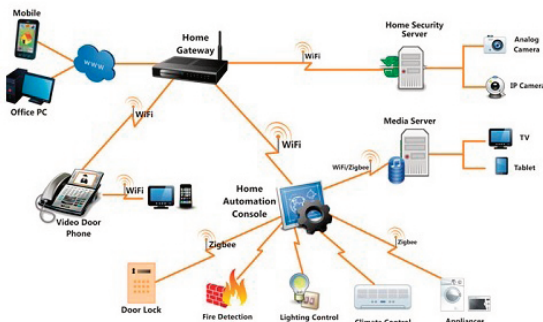 Mobile
Office PC
www
Home
Gateway
WiFi
Home Security
Server
Analog
Camera
IP Camera
WiFi
WiFi
Media Server
TV
Tablet
WiFi/Zigbee
WiFi
Video Door
Phone
Home
Automation
Console
Zigbee
Zigbee
Door Lock
Fire Detection
Lighting Control
Climate Control
Appliances